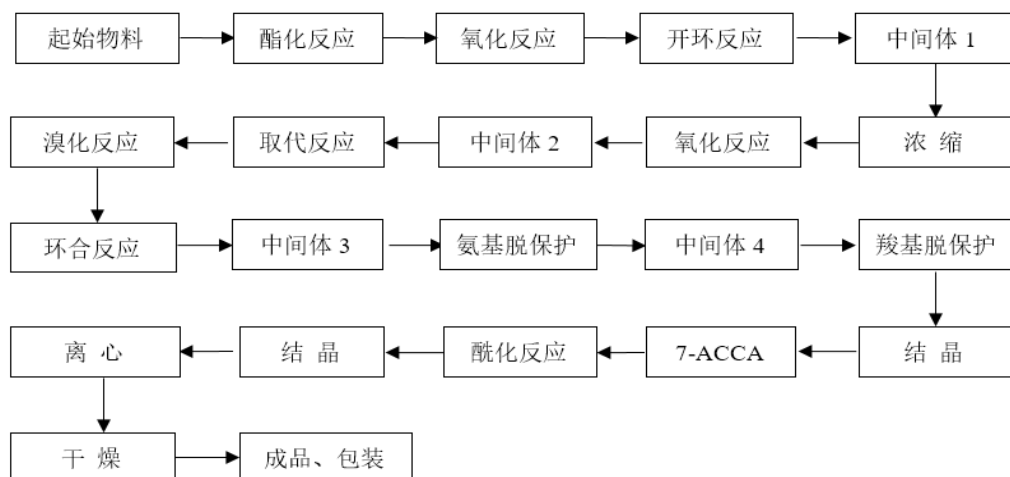 起始物料
酯化反应
氧化反应
开环反应
中间体 1
浓 缩
氧化反应
中间体 2
取代反应
溴化反应
环合反应
中间体 3
氨基脱保护
中间体 4
羧基脱保护
结 晶
7-ACCA
酰化反应
结 晶
离 心
干 燥
成品、包装